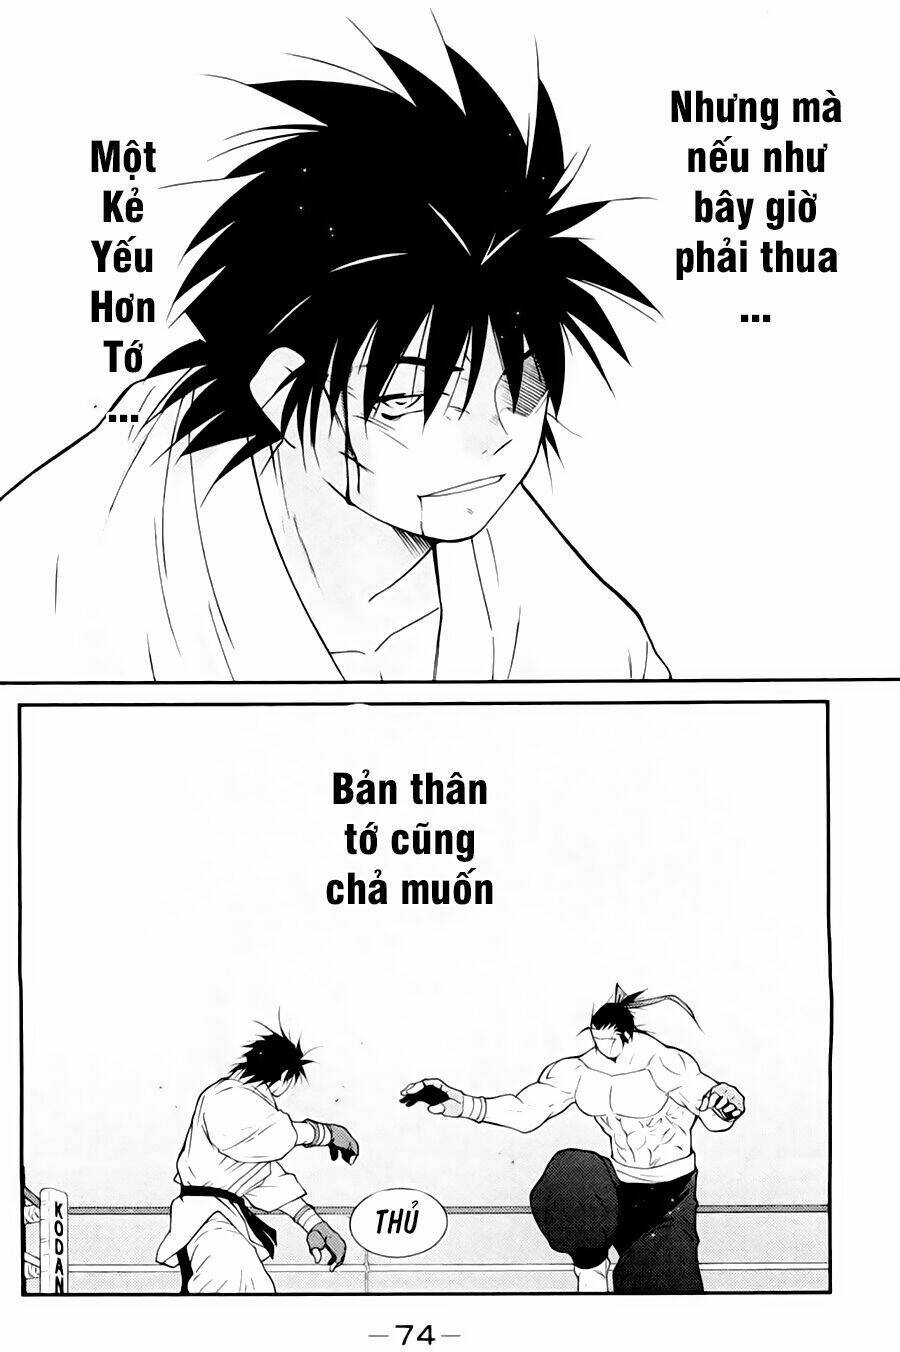 Nhưng mà
nếu như
bây giờ
phải thua
...
Một
Kẻ
Yếu
Hơn
Tớ
...
Bản thân
tớ cũng
chả muốn
THỦ
KODAN
—74—